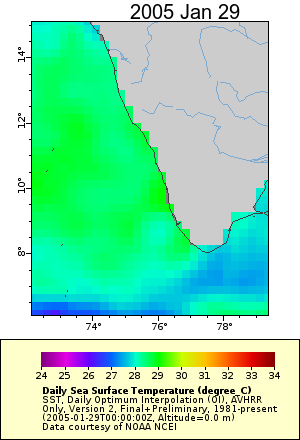 2005 Jan 29
14°
12°
10°
8°
74° 76° 78°
24 25 26 27 28 29 30 31 32 33 34
Daily Sea Surface Temperature (degree_C)
SST, Daily Optimum Interpolation (OI), AVHRR
Only, Version 2, Final+Preliminary, 1981-present
(2005-01-29T00:00:00Z, Altitude=0.0 m)
Data courtesy of NOAA NCEI